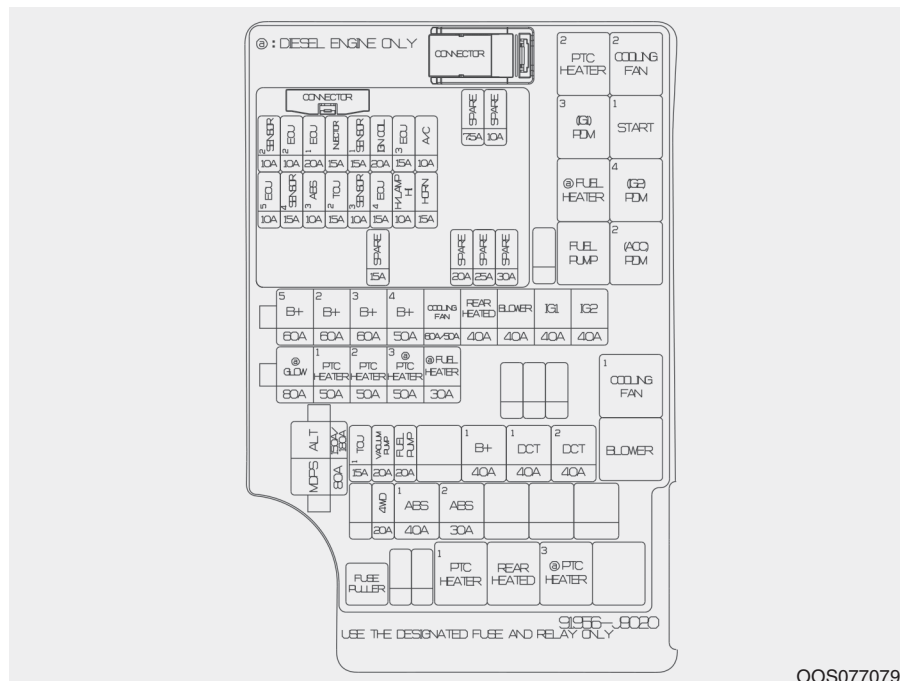 @ : DIESEL ENGINE ONLY
CONNECTOR
2 PTC HEATER
2 COOLING FAN
CONNECTOR
SPARE 7.5A
SPARE 10A
3 (IG1) PDM
1 START
2 SENSOR 10A
2 ECU 10A
1 ECU 20A
INJECTOR 15A
1 SENSOR 15A
IGN COIL 20A
3 ECU 15A
A/C 10A
@ FUEL HEATER
4 (IG2) PDM
5 ECU 10A
4 SENSOR 15A
3 ABS 10A
2 TCU 15A
3 SENSOR 10A
4 ECU 15A
H/LAMP HI 10A
HORN 15A
FUEL PUMP
2 (ACC) PDM
SPARE 15A
SPARE 20A
SPARE 25A
SPARE 30A
5 B+ 60A
2 B+ 60A
3 B+ 60A
4 B+ 50A
COOLING FAN 60A/50A
REAR HEATED 40A
BLOWER 40A
IG1 40A
IG2 40A
@ GLOW 80A
1 PTC HEATER 50A
2 PTC HEATER 50A
3 @ PTC HEATER 50A
@ FUEL HEATER 30A
1 COOLING FAN
ALT 150A/180A
MDPS 80A
1 TCU 15A
VACUUM PUMP 20A
FUEL PUMP 20A
1 B+ 40A
1 DCT 40A
2 DCT 40A
BLOWER
4WD 20A
1 ABS 40A
2 ABS 30A
FUSE PULLER
1 PTC HEATER
REAR HEATED
3 @ PTC HEATER
91956-J9020
USE THE DESIGNATED FUSE AND RELAY ONLY
OOS077079